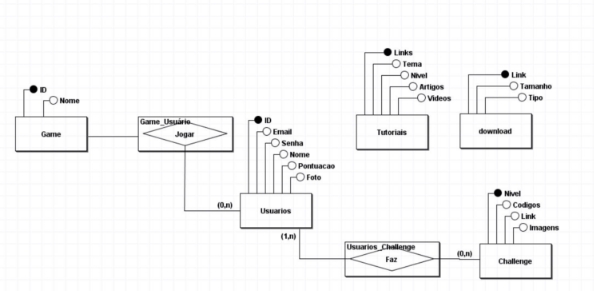 ID
Nome
Game
Game_Usuário
Jogar
ID
Email
Senha
Nome
Pontuacao
Foto
Usuarios
(0,n)
(1,n)
Links
Tema
Nivel
Artigos
Videos
Tutoriais
Link
Tamanho
Tipo
download
Usuarios_Challenge
Faz
(0,n)
Nivel
Codigos
Link
Imagens
Challenge